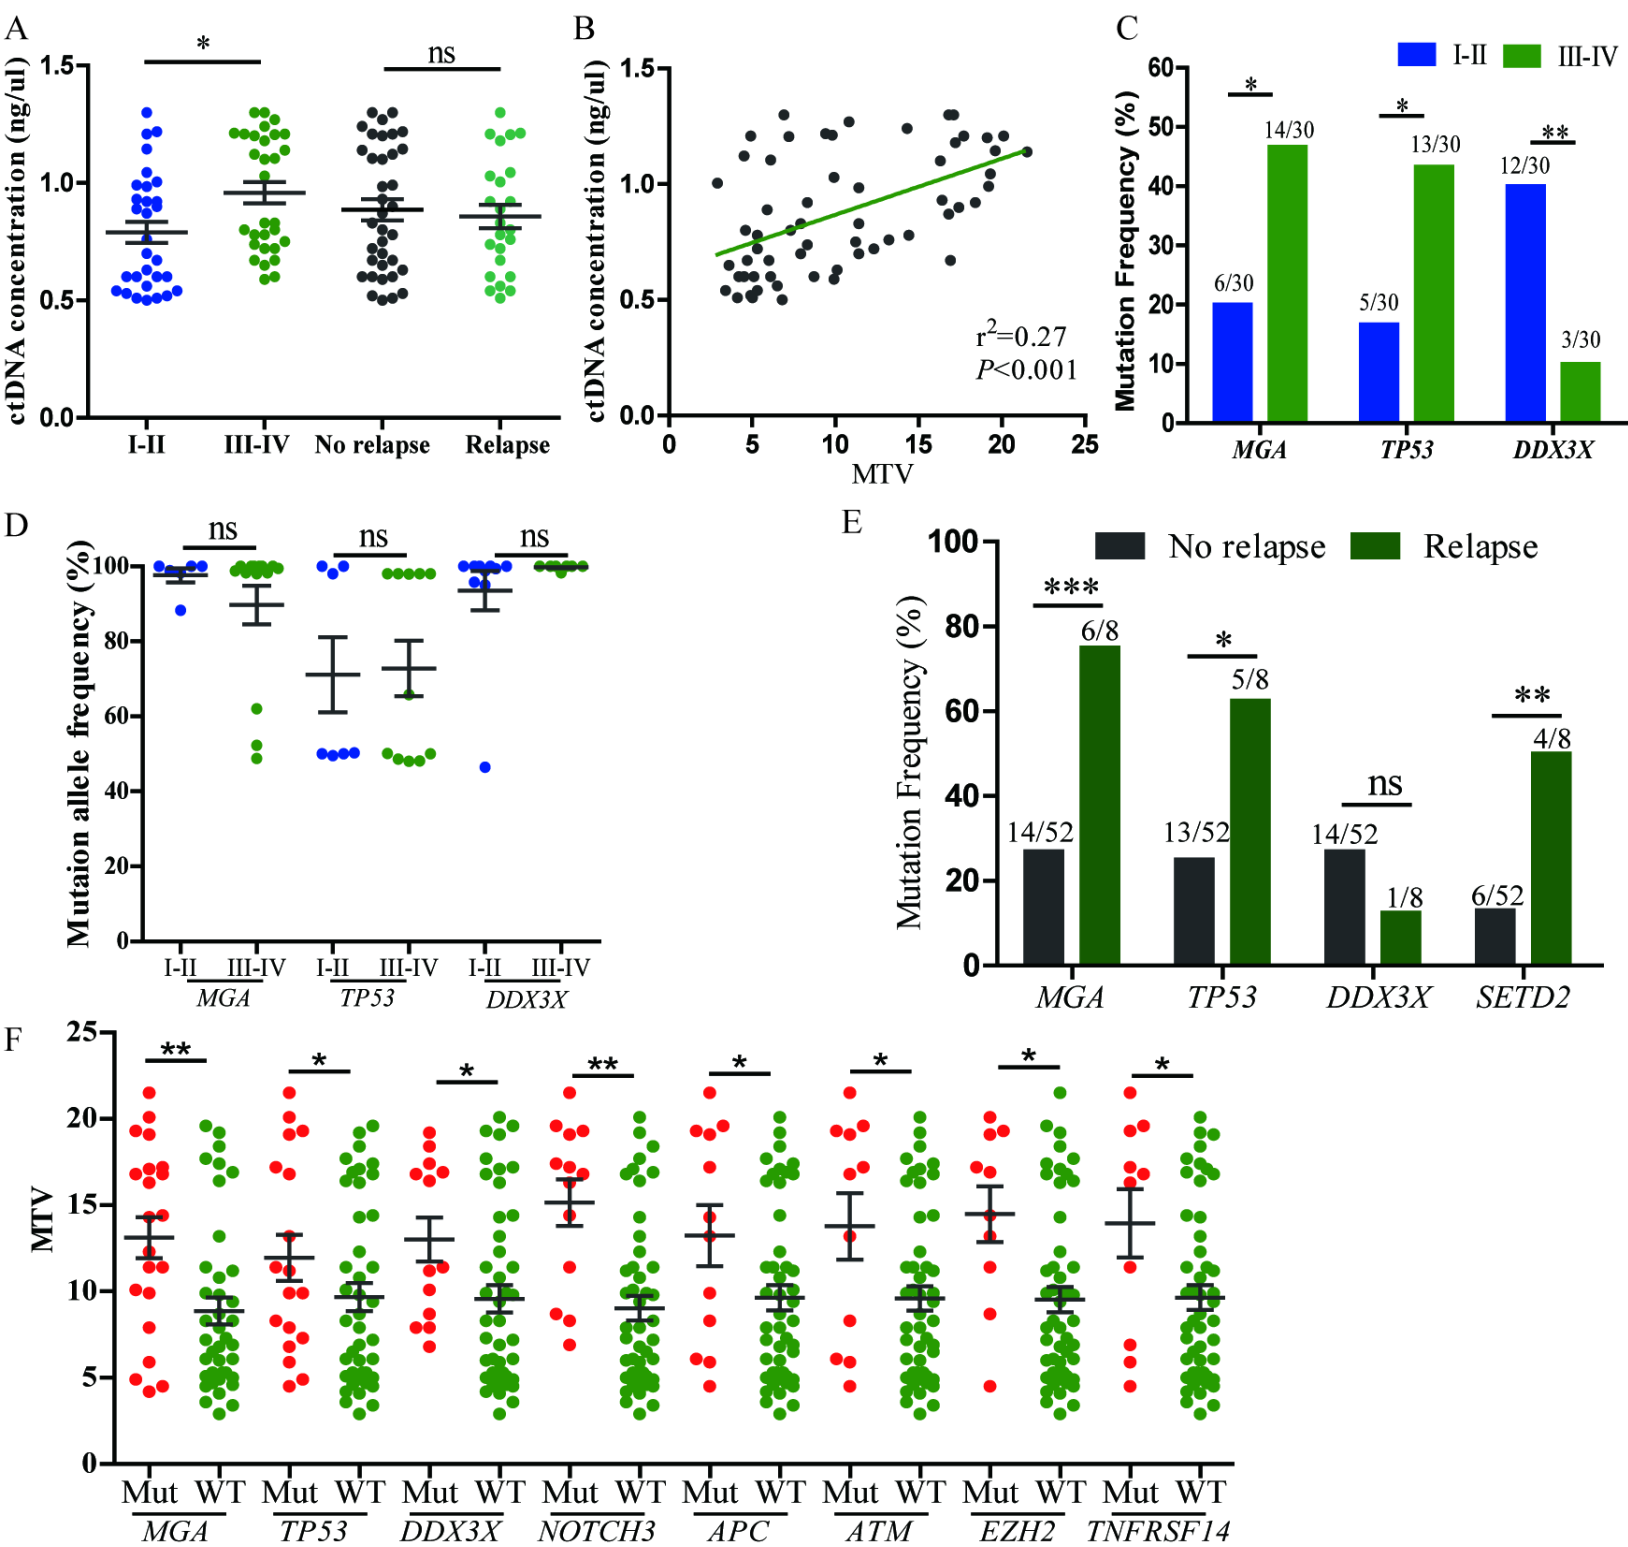 A
ctDNA concentration (ng/ul)
1.5
1.0
0.5
0.0
*
ns
I-II
III-IV
No relapse
Relapse
B
ctDNA concentration (ng/ul)
1.5
1.0
0.5
0.0
r2=0.27
P<0.001
0
5
10
15
20
25
MTV
C
I-II
III-IV
Mutation Frequency (%)
60
50
40
30
20
10
0
*
*
**
6/30
14/30
5/30
13/30
12/30
3/30
MGA
TP53
DDX3X
D
Mutaion allele frequency (%)
100
80
60
40
20
0
ns
ns
ns
I-II
III-IV
I-II
III-IV
I-II
III-IV
MGA
TP53
DDX3X
E
No relapse
Relapse
Mutation Frequency (%)
100
80
60
40
20
0
***
*
ns
**
14/52
6/8
13/52
5/8
14/52
1/8
6/52
4/8
MGA
TP53
DDX3X
SETD2
F
MTV
25
20
15
10
5
0
**
*
*
**
*
*
*
*
Mut WT
Mut WT
Mut WT
Mut WT
Mut WT
Mut WT
Mut WT
Mut WT
MGA
TP53
DDX3X
NOTCH3
APC
ATM
EZH2
TNFRSF14